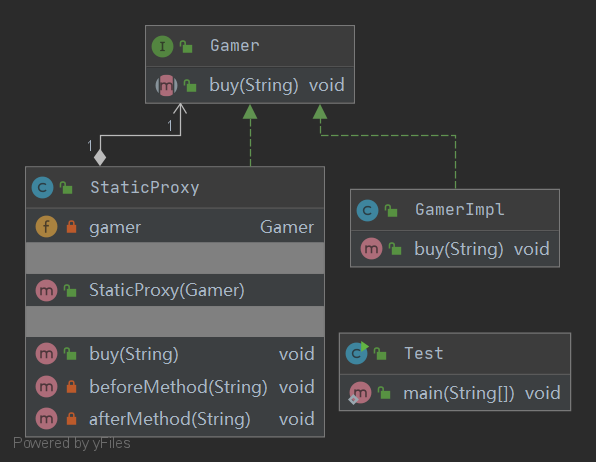 I Gamer
m buy(String) void
1
1
C StaticProxy
f gamer Gamer
m StaticProxy(Gamer)
m buy(String) void
m beforeMethod(String) void
m afterMethod(String) void
C GamerImpl
m buy(String) void
C Test
m main(String[]) void
Powered by yFiles